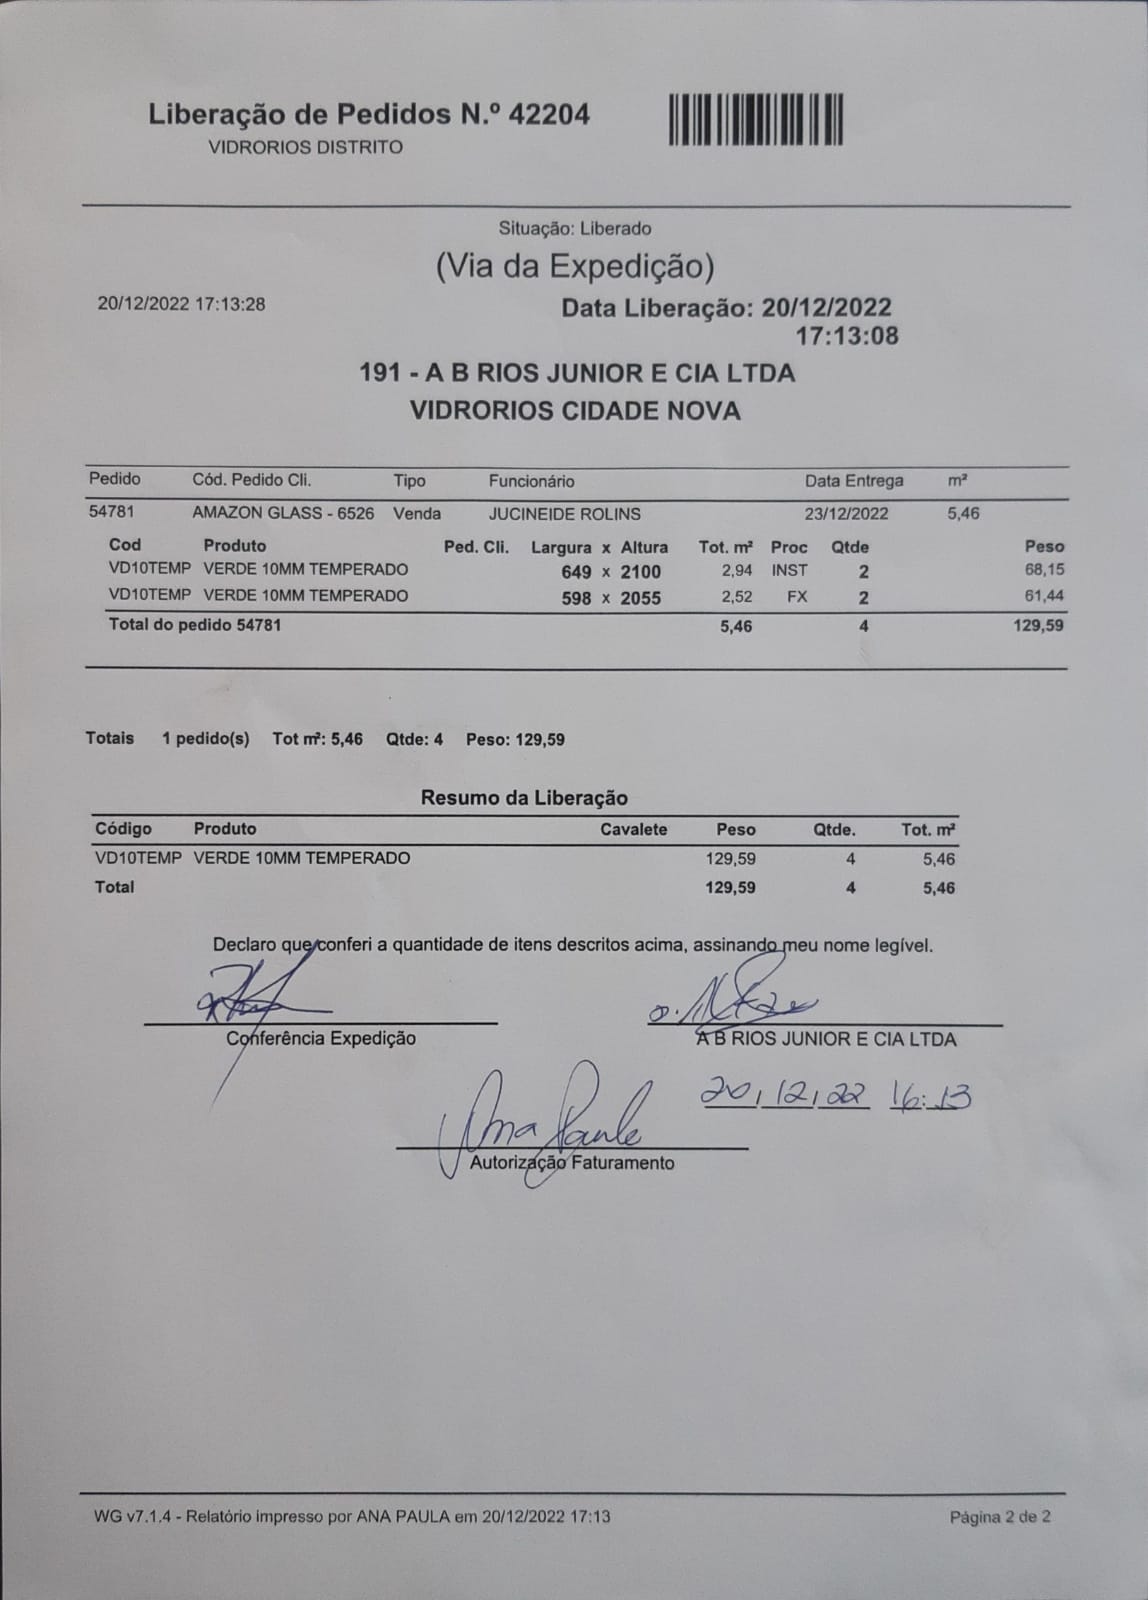 Liberação de Pedidos N.º 42204
VIDRORIOS DISTRITO
Situação: Liberado
(Via da Expedição)
20/12/2022 17:13:28
Data Liberação: 20/12/2022
17:13:08
191 - A B RIOS JUNIOR E CIA LTDA
VIDRORIOS CIDADE NOVA
Pedido Cód. Pedido Cli. Tipo Funcionário Data Entrega m²
54781 AMAZON GLASS - 6526 Venda JUCINEIDE ROLINS 23/12/2022 5,46
Cod Produto Ped. Cli. Largura x Altura Tot. m² Proc Qtde Peso
VD10TEMP VERDE 10MM TEMPERADO 649 x 2100 2,94 INST 2 68,15
VD10TEMP VERDE 10MM TEMPERADO 598 x 2055 2,52 FX 2 61,44
Total do pedido 54781 5,46 4 129,59
Totais 1 pedido(s) Tot m²: 5,46 Qtde: 4 Peso: 129,59
Resumo da Liberação
Código Produto Cavalete Peso Qtde. Tot. m²
VD10TEMP VERDE 10MM TEMPERADO 129,59 4 5,46
Total 129,59 4 5,46
Declaro que conferi a quantidade de itens descritos acima, assinando meu nome legível.
Conferência Expedição
A B RIOS JUNIOR E CIA LTDA
20/12/22 16:13
Ana Paula
Autorização Faturamento
WG v7.1.4 - Relatório impresso por ANA PAULA em 20/12/2022 17:13
Página 2 de 2